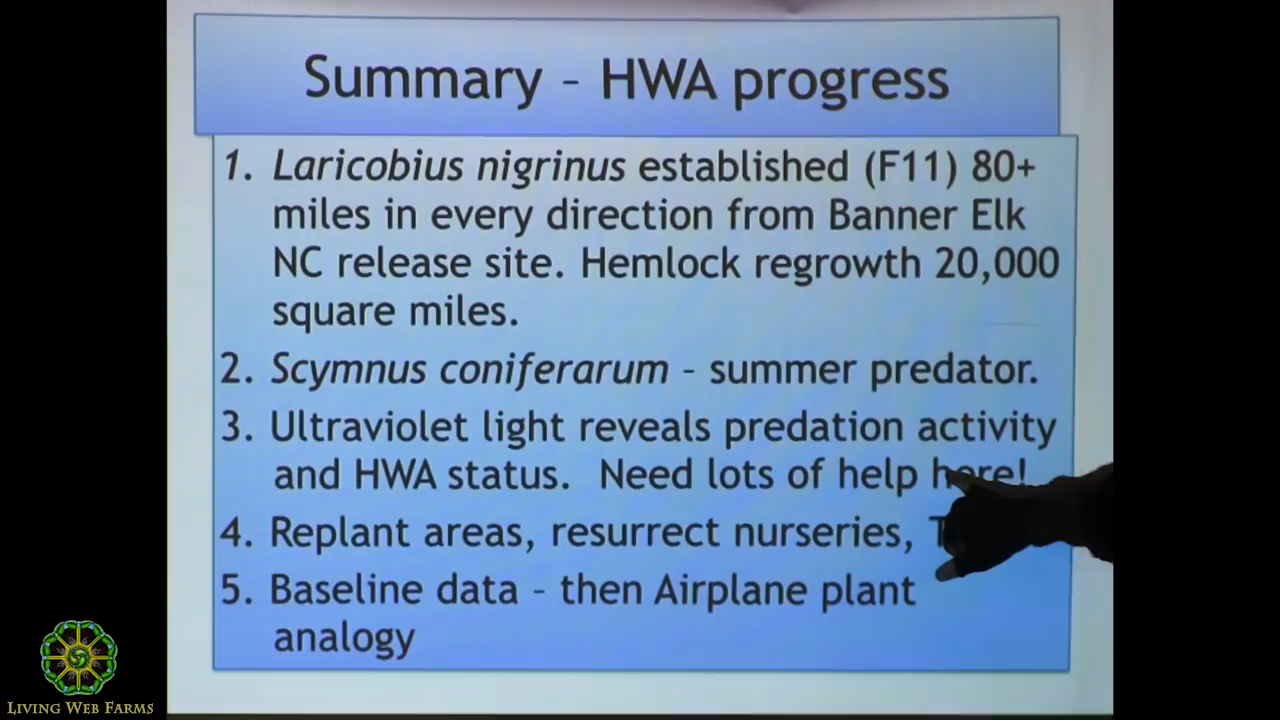 Summary – HWA progress
1. Laricobius nigrinus established (F11) 80+
miles in every direction from Banner Elk
NC release site. Hemlock regrowth 20,000
square miles.
2. Scymnus coniferarum – summer predator.
3. Ultraviolet light reveals predation activity
and HWA status. Need lots of help here!
4. Replant areas, resurrect nurseries,
5. Baseline data – then Airplane plant
analogy
LIVING WEB FARMS